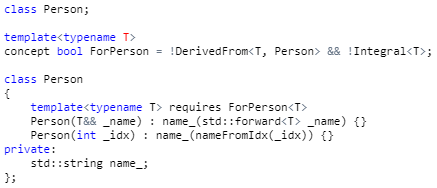 class Person;
template<typename T>
concept bool ForPerson = !DerivedFrom<T, Person> && !Integral<T>;
class Person
{
template<typename T> requires ForPerson<T>
Person(T&& _name) : name_(std::forward<T> _name) {}
Person(int _idx) : name_(nameFromIdx(_idx)) {}
private:
std::string name_;
};